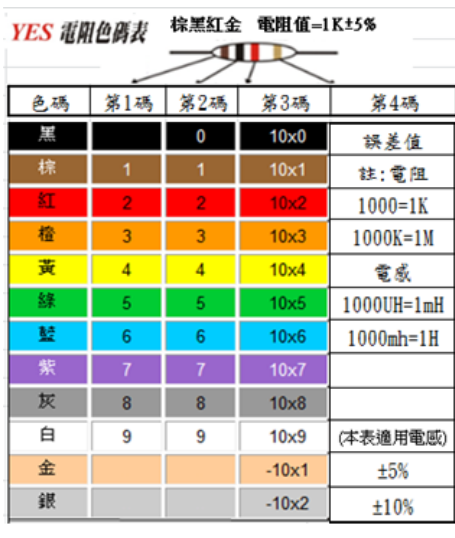 YES 電阻色碼表 棕黑紅金 電阻值=1K±5%
色碼 第1碼 第2碼 第3碼 第4碼
黑 0 10x0 誤差值
棕 1 1 10x1 註:電阻
紅 2 2 10x2 1000=1K
橙 3 3 10x3 1000K=1M
黃 4 4 10x4 電感
綠 5 5 10x5 1000UH=1mH
藍 6 6 10x6 1000mh=1H
紫 7 7 10x7
灰 8 8 10x8
白 9 9 10x9 (本表適用電感)
金 -10x1 ±5%
銀 -10x2 ±10%